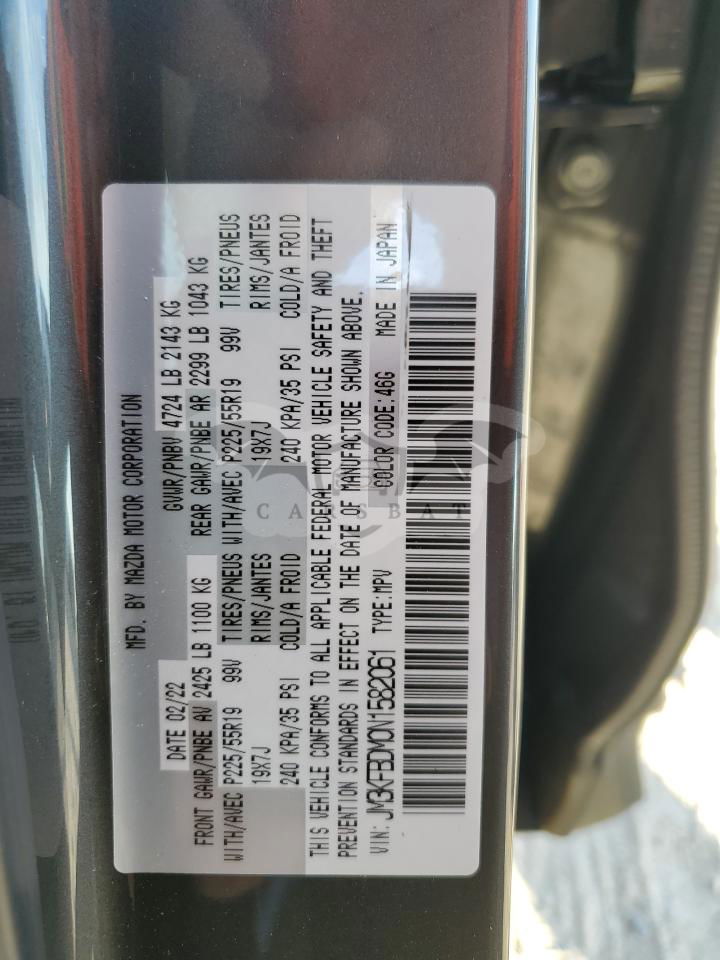 MFD. BY MAZDA MOTOR CORPORATION
DATE 02/22 GVWR/PNBV 4724 LB 2143 KG
FRONT GAWR/PNBE AV 2425 LB 1100 KG REAR GAWR/PNBE AR 2299 LB 1043 KG
WITH/AVEC P225/55R19 99V TIRES/PNEUS WITH/AVEC P225/55R19 99V TIRES/PNEUS
19X7J RIMS/JANTES 19X7J RIMS/JANTES
240 KPA/35 PSI COLD/A FROID 240 KPA/35 PSI COLD/A FROID
THIS VEHICLE CONFORMS TO ALL APPLICABLE FEDERAL MOTOR VEHICLE SAFETY AND THEFT
PREVENTION STANDARDS IN EFFECT ON THE DATE OF MANUFACTURE SHOWN ABOVE.
VIN: JM3KFBDM0N1582061 TYPE:MPV COLOR CODE:46G MADE IN JAPAN
CARSBAT